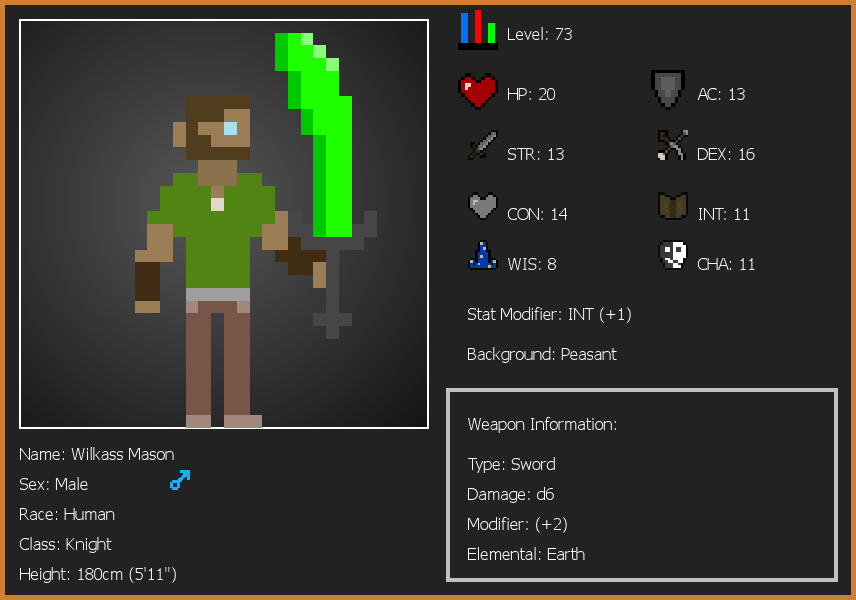 Level: 73
HP: 20
AC: 13
STR: 13
DEX: 16
CON: 14
INT: 11
WIS: 8
CHA: 11
Stat Modifier: INT (+1)
Background: Peasant
Weapon Information:
Type: Sword
Damage: d6
Modifier: (+2)
Elemental: Earth
Name: Wilkass Mason
Sex: Male
Race: Human
Class: Knight
Height: 180cm (5'11")